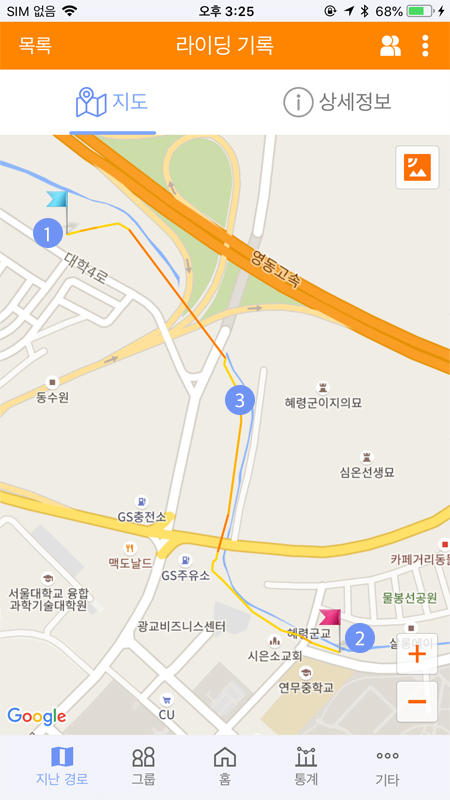 SIM 없음 오후 3:25 68%
목록 라이딩 기록
지도 상세정보
1
대학4로
영동고속
동수원
3
혜령군이지의묘
심온선생묘
GS충전소
맥도날드
GS주유소
카페거리동물
서울대학교 융합
과학기술대학원
물봉선공원
광교비즈니스센터
혜령군교
2
시은소교회
연무중학교
CU
+
−
Google
지난 경로 그룹 홈 통계 기타